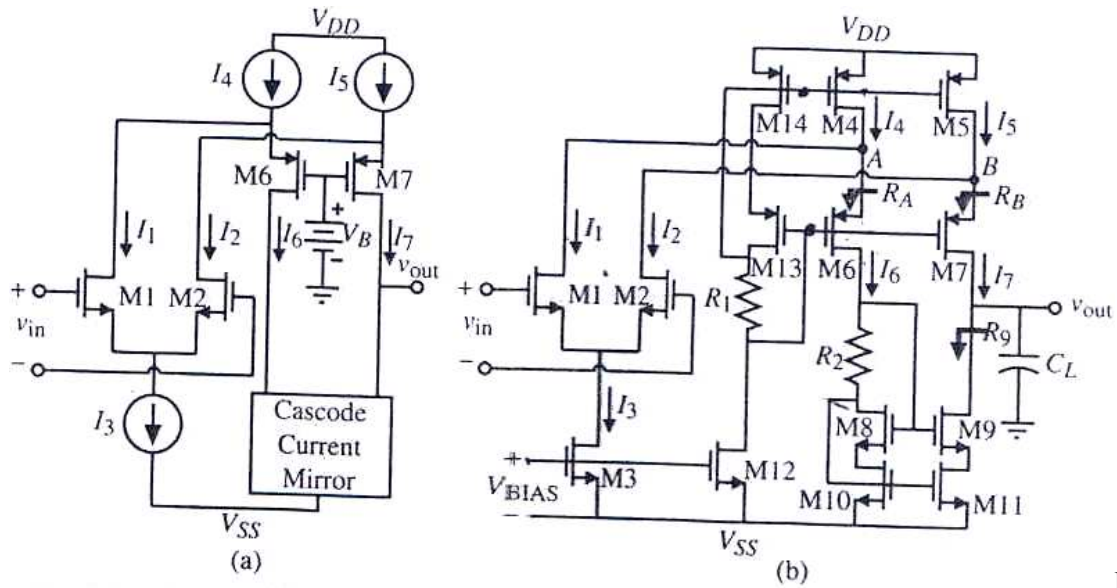 V_DD
I_4
I_5
M6
M7
I_1
I_2
I_6
+
V_B
-
I_7
v_out
+
v_in
-
M1
M2
I_3
Cascode
Current
Mirror
V_SS
(a)
V_DD
M14
M4
I_4
M5
I_5
A
B
R_A
R_B
I_1
I_2
M13
M6
I_6
M7
I_7
+
v_in
-
M1
M2
R_1
v_out
R_9
R_2
C_L
I_3
M8
M9
+
V_BIAS
-
M3
M12
M10
M11
V_SS
(b)